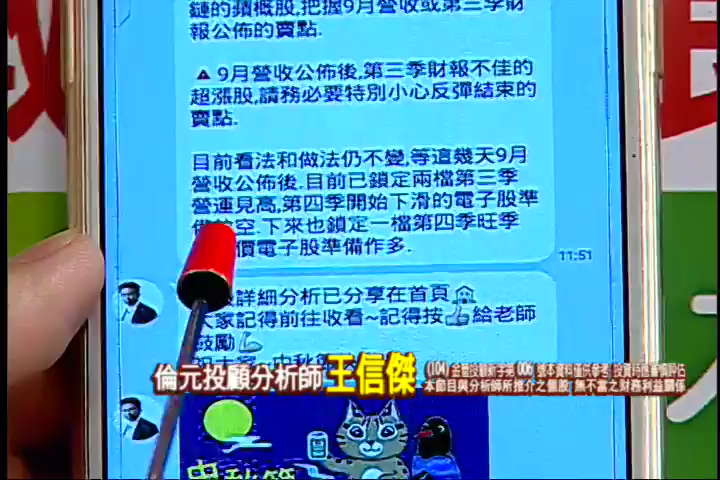 鏈的蘋概股,把握9月營收或第三季財
報公佈的賣點.
▲9月營收公佈後,第三季財報不佳的
超漲股,請務必要特別小心反彈結束的
賣點.
目前看法和做法仍不變,等這幾天9月
營收公佈後.目前已鎖定兩檔第三季
營運見高,第四季開始下滑的電子股準
空.下來也鎖定一檔第四季旺季
價電子股準備作多.
11:51
詳細分析已分享在首頁
大家記得前往收看~記得按👍給老師
鼓勵💪
倫元投顧分析師 王信傑
本節目與分析師所推介之個股 無不當之財務利益關係
中秋節